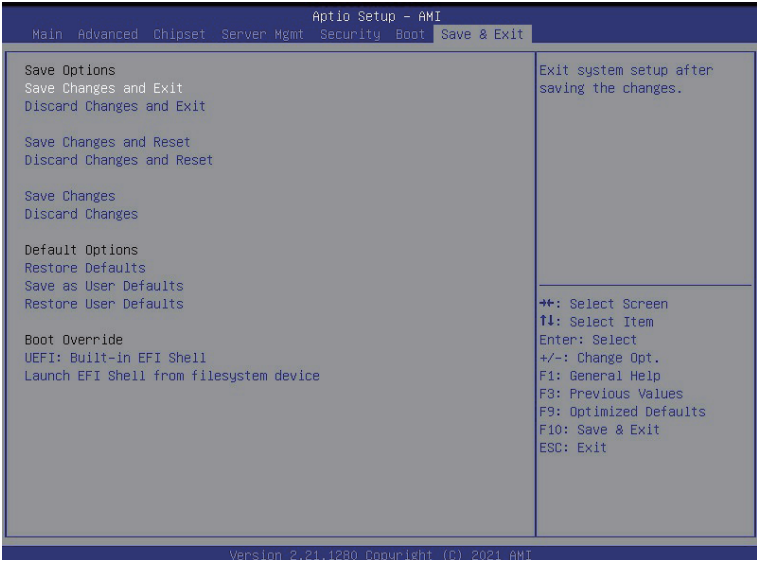 Aptio Setup – AMI
Main Advanced Chipset Server Mgmt Security Boot Save & Exit
Save Options
Save Changes and Exit
Discard Changes and Exit
Save Changes and Reset
Discard Changes and Reset
Save Changes
Discard Changes
Default Options
Restore Defaults
Save as User Defaults
Restore User Defaults
Boot Override
UEFI: Built-in EFI Shell
Launch EFI Shell from filesystem device
Exit system setup after
saving the changes.
→←: Select Screen
↑↓: Select Item
Enter: Select
+/-: Change Opt.
F1: General Help
F3: Previous Values
F9: Optimized Defaults
F10: Save & Exit
ESC: Exit
Version 2.21.1280 Copyright (C) 2021 AMI